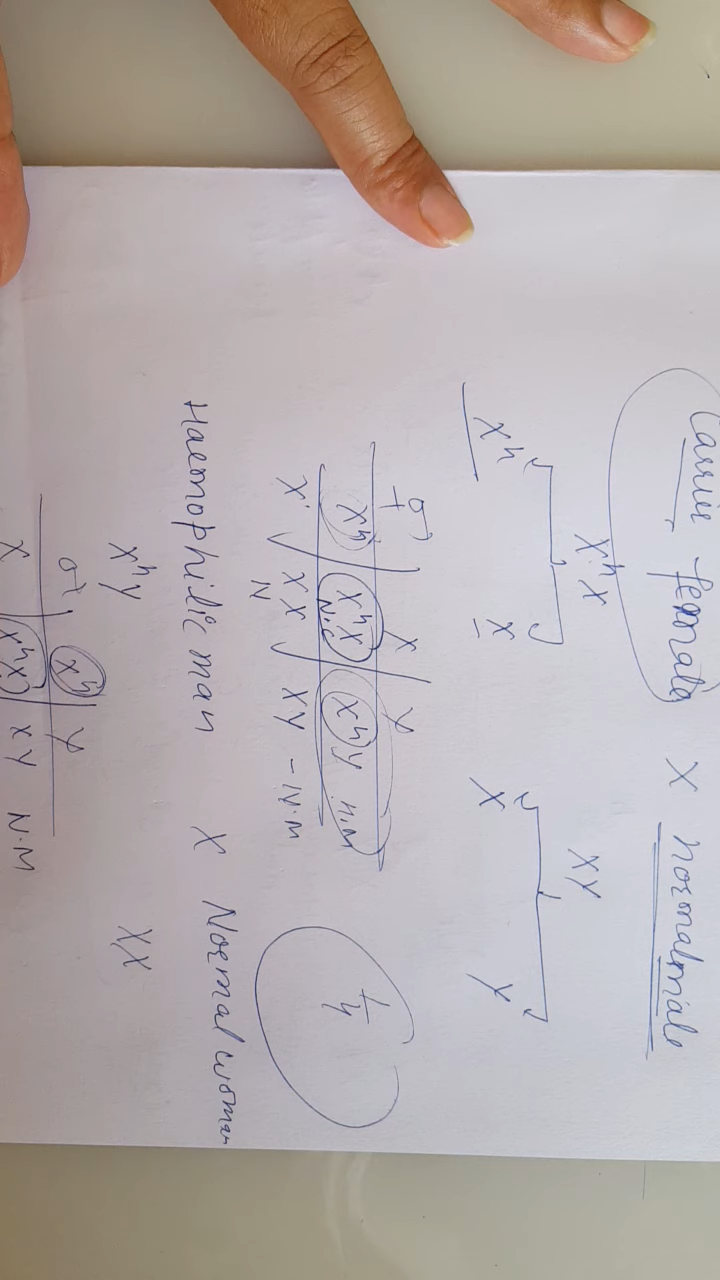 Carrier female X Normal male
XʰX XY
Xʰ X X Y
♂ X Y
♀
Xʰ XʰX XʰY
N.C H.M
X XX XY - N.M
N
1/4
Haemophilic man X Normal woman
XʰY XX
♂ Xʰ Y
X XʰX XY N.M